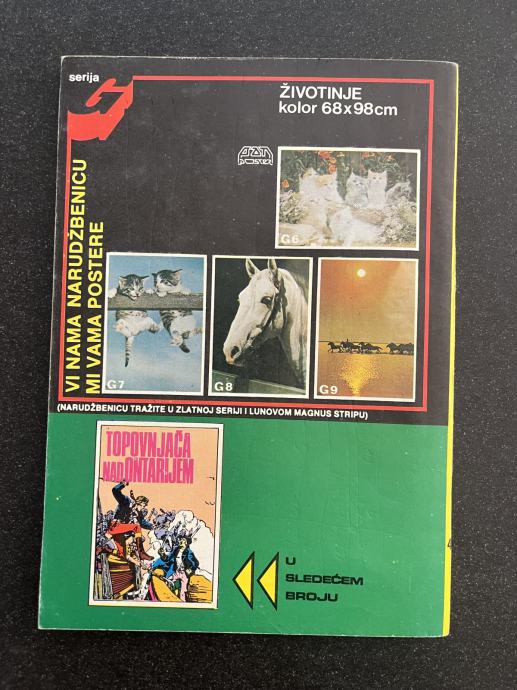 serija
G
ŽIVOTINJE
kolor 68x98cm
VI NAMA NARUDŽBENICU
MI VAMA POSTERE
G6
G7
G8
G9
(NARUDŽBENICU TRAŽITE U ZLATNOJ SERIJI I LUNOVOM MAGNUS STRIPU)
TOPOVNJAČA
NAD ONTARIJEM
U
SLEDEĆEM
BROJU